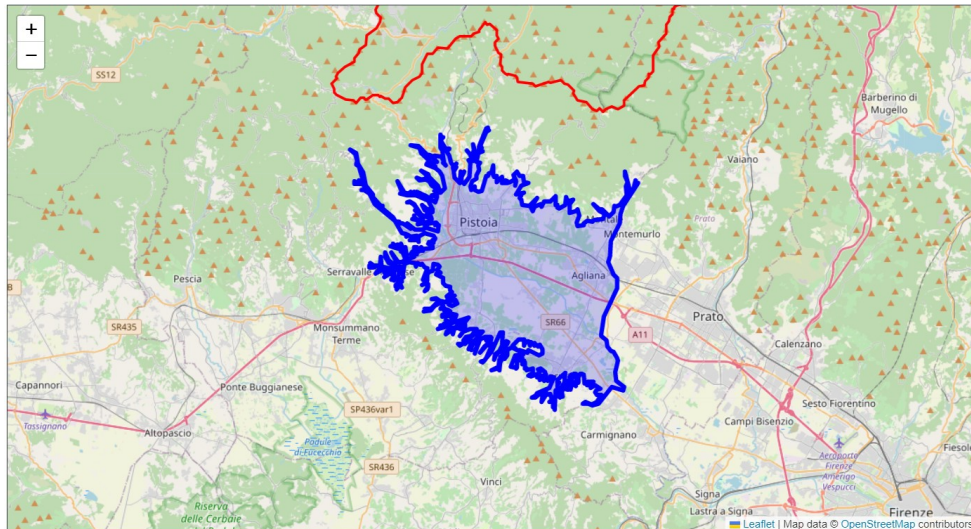 +
−
SS12
Barberino di
Mugello
Vaiano
Pistoia
Prato
Montemurlo
Serravalle
Pescia
Agliana
SR435
SR66
Prato
A11
Monsummano
Terme
Calenzano
Capannori
Ponte Buggianese
Sesto Fiorentino
Tassignano
SP436var1
Campi Bisenzio
Altopascio
Carmignano
Padule
di Fucecchio
Aeroporto
Firenze
Amerigo
Vespucci
SR436
Vinci
Signa
Riserva
delle Cerbaie
Lastra a Signa
Firenze
Leaflet | Map data © OpenStreetMap contributors